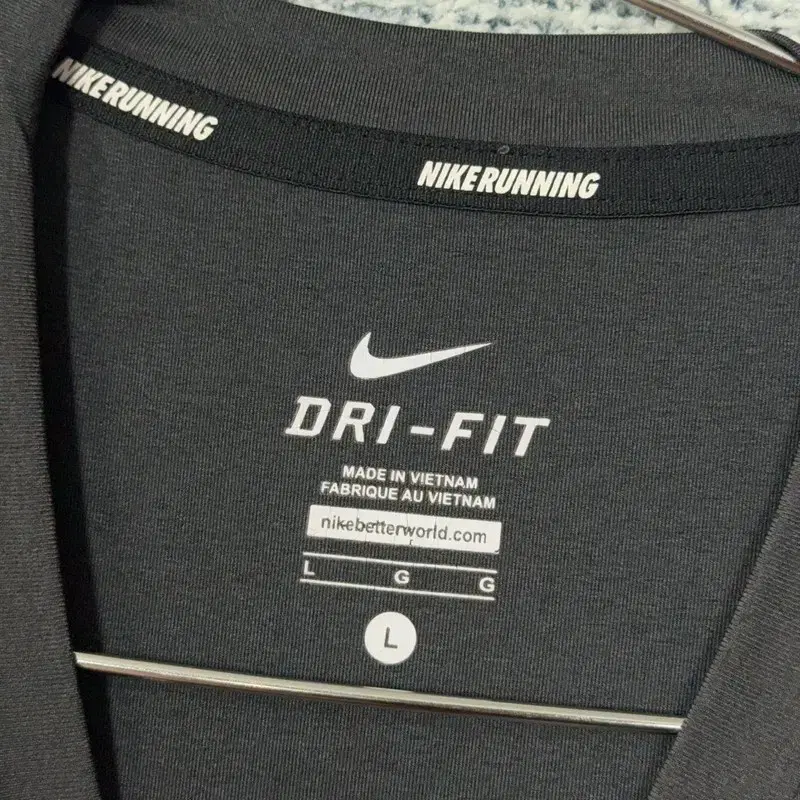 NIKERUNNING
NIKERUNNING
DRI-FIT
MADE IN VIETNAM
FABRIQUE AU VIETNAM
nikebetterworld.com
L G G
L